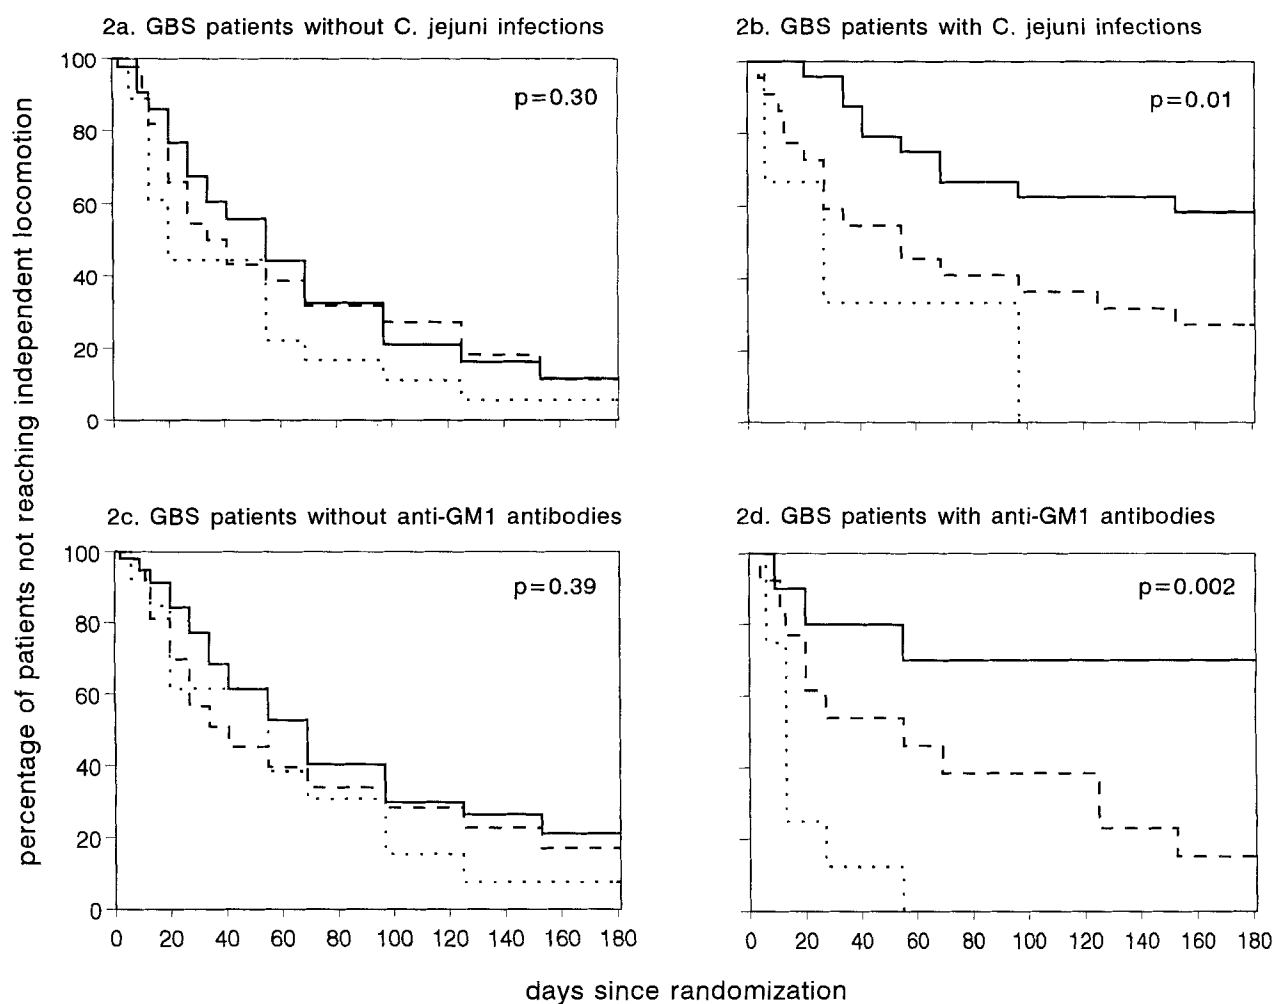 2a. GBS patients without C. jejuni infections
2b. GBS patients with C. jejuni infections
percentage of patients not reaching independent locomotion
100
80
60
40
20
0
p=0.30
p=0.01
2c. GBS patients without anti-GM1 antibodies
2d. GBS patients with anti-GM1 antibodies
100
80
60
40
20
0
p=0.39
p=0.002
0 20 40 60 80 100 120 140 160 180
0 20 40 60 80 100 120 140 160 180
days since randomization